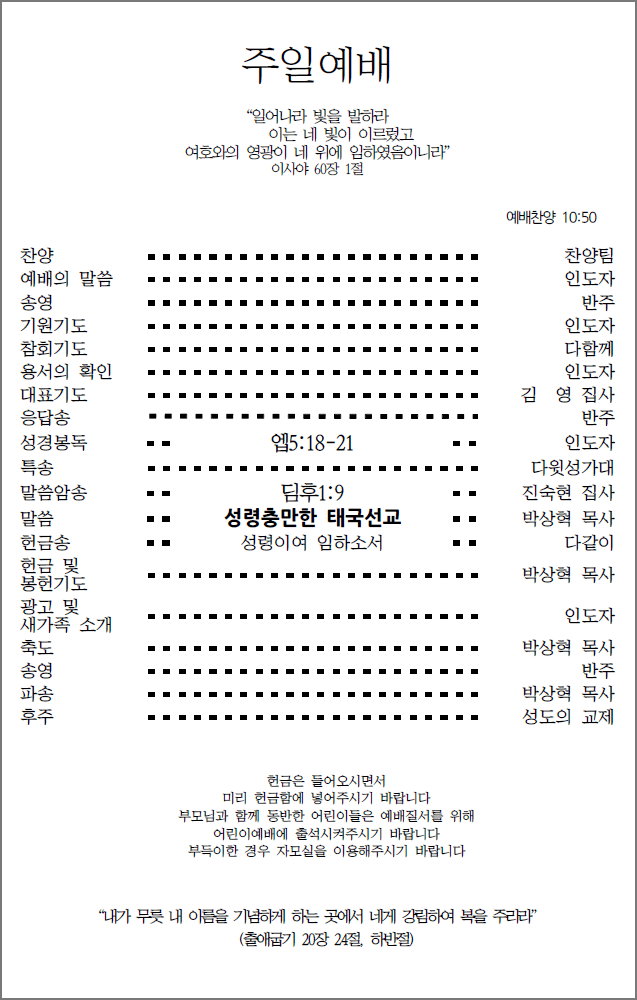 주일예배
“일어나라 빛을 발하라
이는 네 빛이 이르렀고
여호와의 영광이 네 위에 임하였음이니라”
이사야 60장 1절
예배찬양 10:50
찬양 찬양팀
예배의 말씀 인도자
송영 반주
기원기도 인도자
참회기도 다함께
용서의 확인 인도자
대표기도 김 영 집사
응답송 반주
성경봉독 엡5:18-21 인도자
특송 다윗성가대
말씀암송 딤후1:9 진숙현 집사
말씀 성령충만한 태국선교 박상혁 목사
헌금송 성령이여 임하소서 다같이
헌금 및
봉헌기도 박상혁 목사
광고 및
새가족 소개 인도자
축도 박상혁 목사
송영 반주
파송 박상혁 목사
후주 성도의 교제
헌금은 들어오시면서
미리 헌금함에 넣어주시기 바랍니다
부모님과 함께 동반한 어린이들은 예배질서를 위해
어린이예배에 출석시켜주시기 바랍니다
부득이한 경우 자모실을 이용해주시기 바랍니다
“내가 무릇 내 이름을 기념하게 하는 곳에서 네게 강림하여 복을 주리라”
(출애굽기 20장 24절, 하반절)